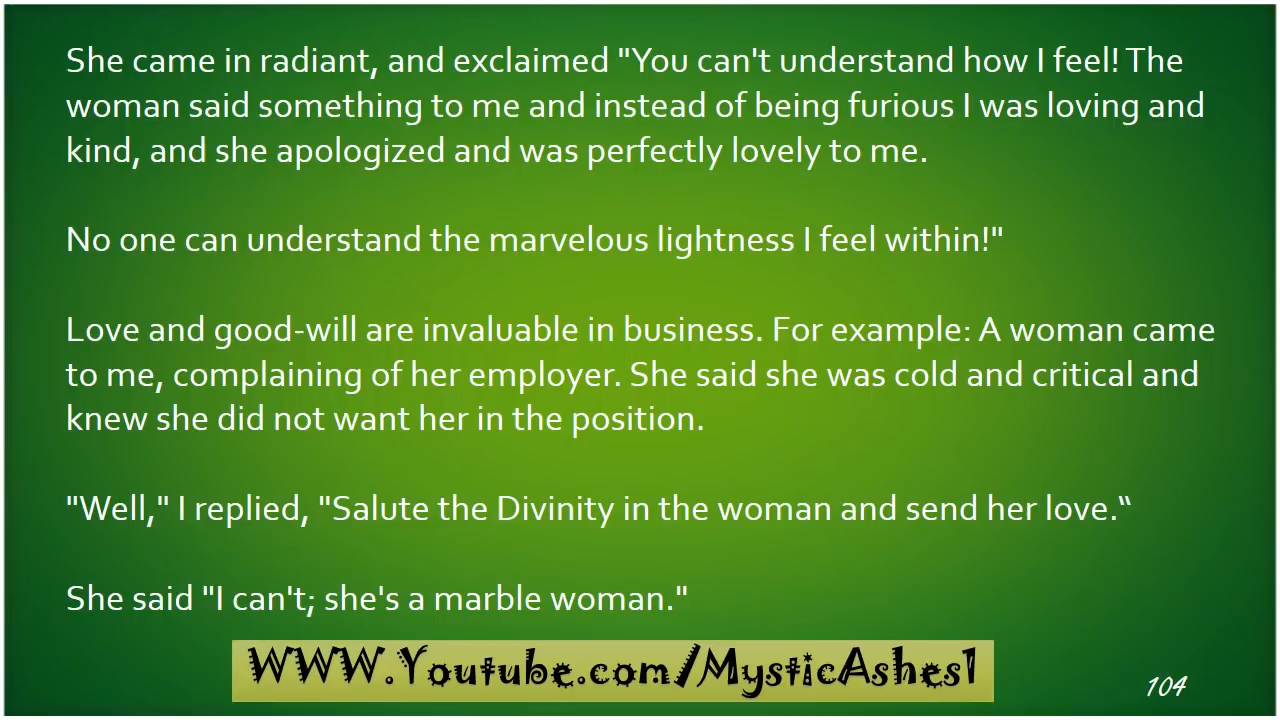 She came in radiant, and exclaimed "You can't understand how I feel! The
woman said something to me and instead of being furious I was loving and
kind, and she apologized and was perfectly lovely to me.
No one can understand the marvelous lightness I feel within!"
Love and good-will are invaluable in business. For example: A woman came
to me, complaining of her employer. She said she was cold and critical and
knew she did not want her in the position.
"Well," I replied, "Salute the Divinity in the woman and send her love.“
She said "I can't; she's a marble woman."
WWW.Youtube.com/MysticAshes1
104